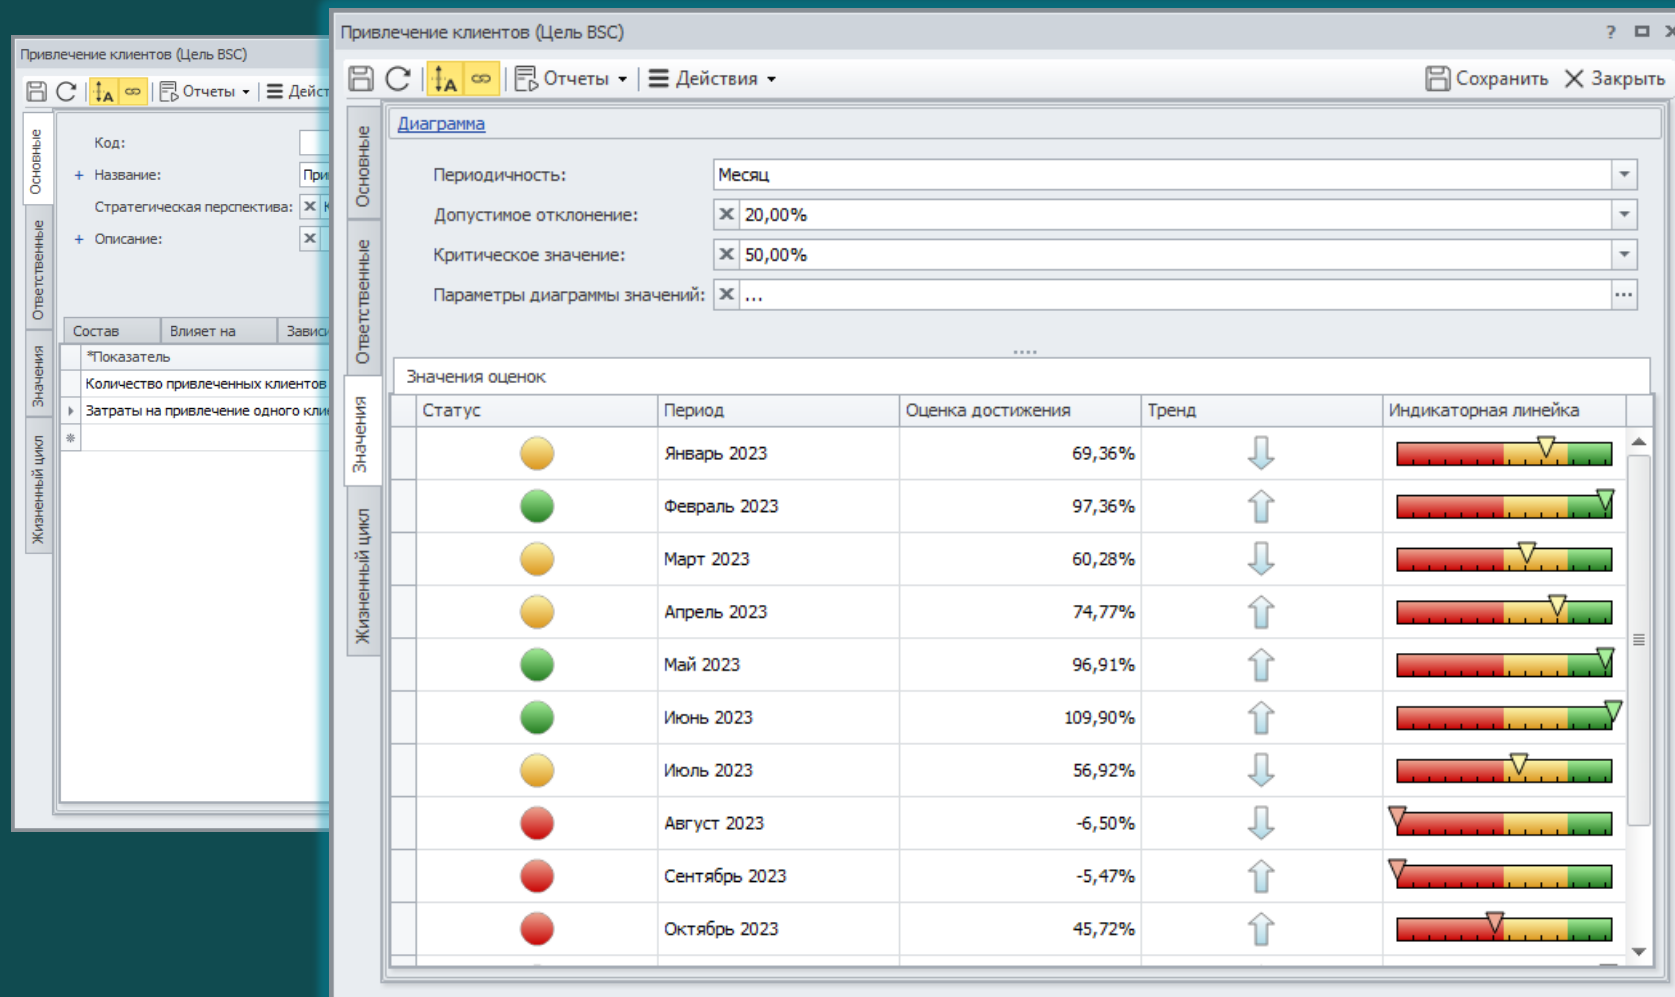 Привлечение клиентов (Цель BSC)
Отчеты
Основные
Ответственные
Значения
Жизненный цикл
Код:
+ Название:
Стратегическая перспектива:
+ Описание:
Состав Влияет на
*Показатель
Количество привлеченных клиентов
Затраты на привлечение одного
Привлечение клиентов (Цель BSC)
Отчеты Действия Сохранить Закрыть
Основные
Ответственные
Значения
Жизненный цикл
Диаграмма
Периодичность: Месяц
Допустимое отклонение: 20,00%
Критическое значение: 50,00%
Параметры диаграммы значений: ...
Значения оценок
Статус Период Оценка достижения Тренд Индикаторная линейка
Январь 2023 69,36%
Февраль 2023 97,36%
Март 2023 60,28%
Апрель 2023 74,77%
Май 2023 96,91%
Июнь 2023 109,90%
Июль 2023 56,92%
Август 2023 -6,50%
Сентябрь 2023 -5,47%
Октябрь 2023 45,72%